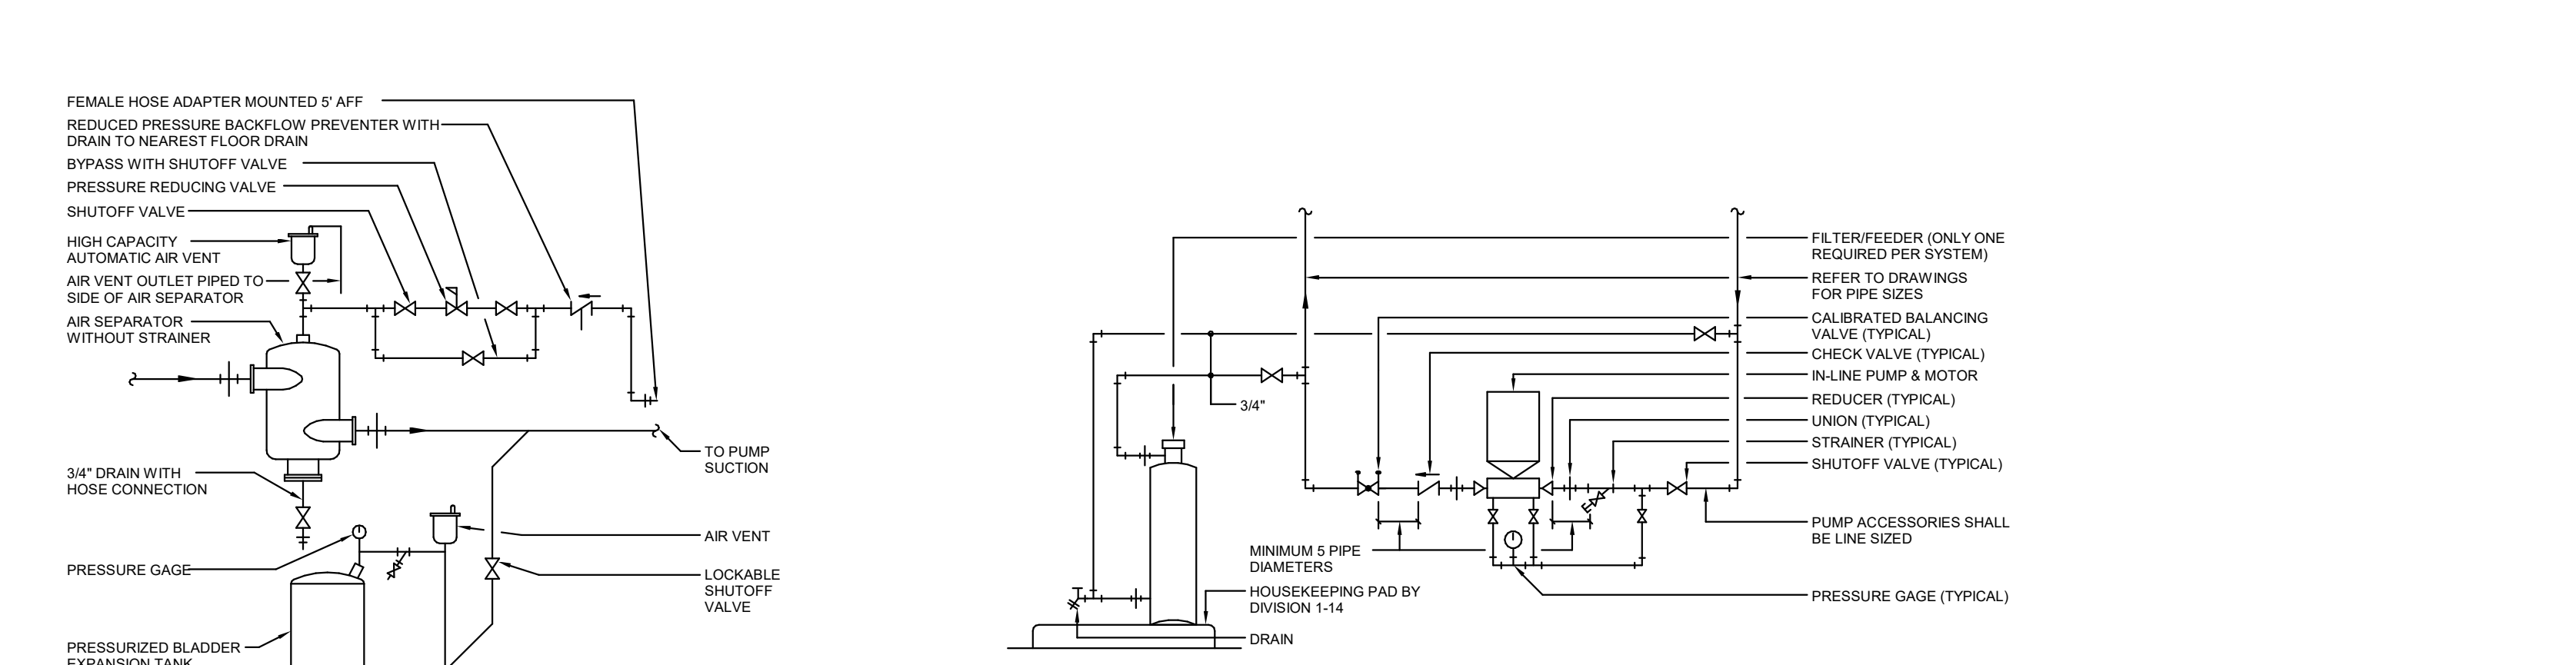 FEMALE HOSE ADAPTER MOUNTED 5' AFF
REDUCED PRESSURE BACKFLOW PREVENTER WITH
DRAIN TO NEAREST FLOOR DRAIN
BYPASS WITH SHUTOFF VALVE
PRESSURE REDUCING VALVE
SHUTOFF VALVE
HIGH CAPACITY
AUTOMATIC AIR VENT
AIR VENT OUTLET PIPED TO
SIDE OF AIR SEPARATOR
AIR SEPARATOR
WITHOUT STRAINER
3/4" DRAIN WITH
HOSE CONNECTION
PRESSURE GAGE
PRESSURIZED BLADDER
EXPANSION TANK
TO PUMP
SUCTION
AIR VENT
LOCKABLE
SHUTOFF
VALVE
3/4"
MINIMUM 5 PIPE
DIAMETERS
HOUSEKEEPING PAD BY
DIVISION 1-14
DRAIN
FILTER/FEEDER (ONLY ONE
REQUIRED PER SYSTEM)
REFER TO DRAWINGS
FOR PIPE SIZES
CALIBRATED BALANCING
VALVE (TYPICAL)
CHECK VALVE (TYPICAL)
IN-LINE PUMP & MOTOR
REDUCER (TYPICAL)
UNION (TYPICAL)
STRAINER (TYPICAL)
SHUTOFF VALVE (TYPICAL)
PUMP ACCESSORIES SHALL
BE LINE SIZED
PRESSURE GAGE (TYPICAL)